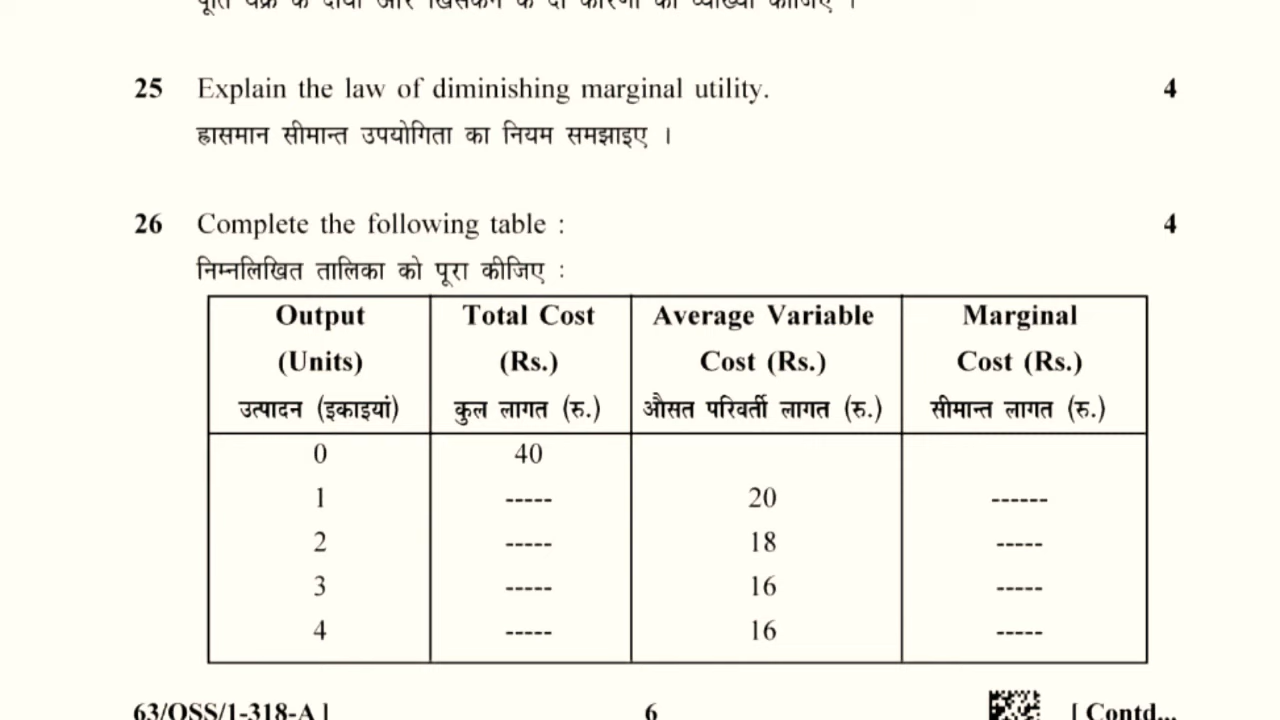 25 Explain the law of diminishing marginal utility. 4
ह्रासमान सीमान्त उपयोगिता का नियम समझाइए ।
26 Complete the following table : 4
निम्नलिखित तालिका को पूरा कीजिए :
Output Total Cost Average Variable Marginal
(Units) (Rs.) Cost (Rs.) Cost (Rs.)
उत्पादन (इकाइयां) कुल लागत (रु.) औसत परिवर्ती लागत (रु.) सीमान्त लागत (रु.)
0 40
1 ----- 20 ------
2 ----- 18 -----
3 ----- 16 -----
4 ----- 16 -----
63/OSS/1-318-A ] 6 [ Contd...